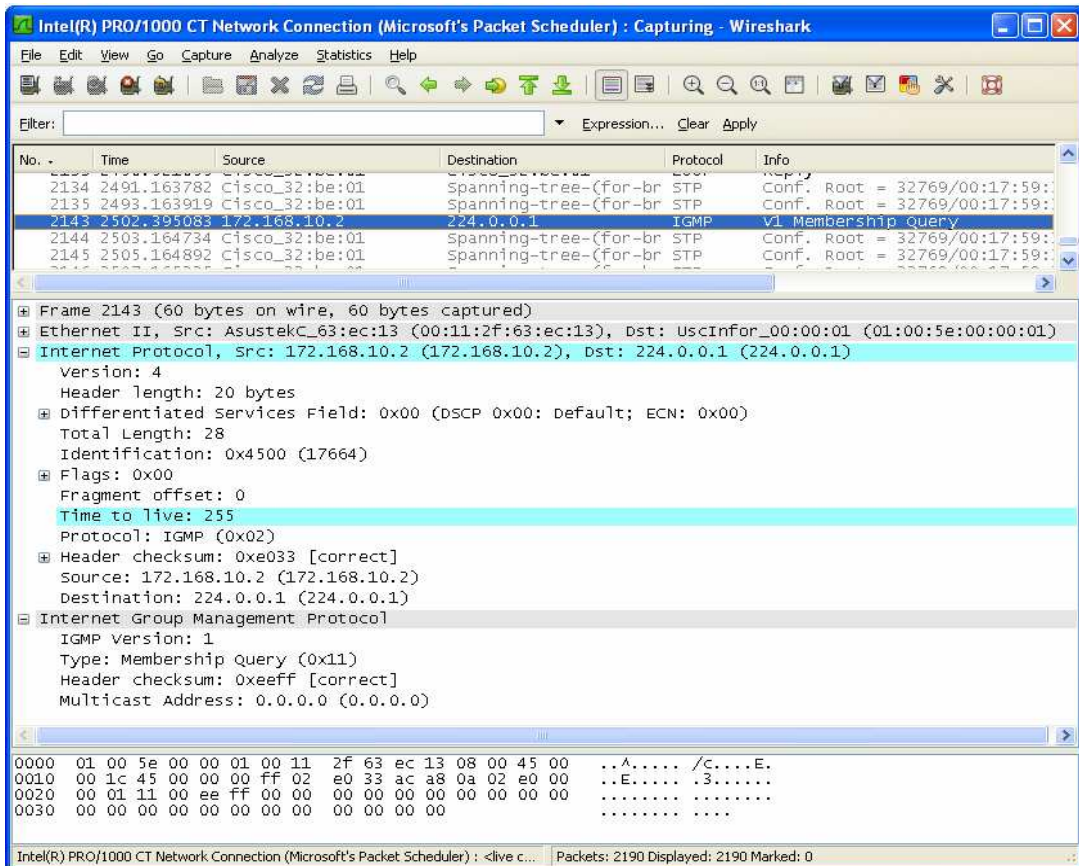 Intel(R) PRO/1000 CT Network Connection (Microsoft's Packet Scheduler) : Capturing - Wireshark
File Edit View Go Capture Analyze Statistics Help
Filter: Expression... Clear Apply
No. - Time Source Destination Protocol Info
2134 2491.163782 Cisco_32:be:01 Spanning-tree-(for-br STP Conf. Root = 32769/00:17:59:
2135 2493.163919 Cisco_32:be:01 Spanning-tree-(for-br STP Conf. Root = 32769/00:17:59:
2143 2502.395083 172.168.10.2 224.0.0.1 IGMP V1 Membership Query
2144 2503.164734 Cisco_32:be:01 Spanning-tree-(for-br STP Conf. Root = 32769/00:17:59:
2145 2505.164892 Cisco_32:be:01 Spanning-tree-(for-br STP Conf. Root = 32769/00:17:59:
Frame 2143 (60 bytes on wire, 60 bytes captured)
Ethernet II, Src: AsustekC_63:ec:13 (00:11:2f:63:ec:13), Dst: UscInfor_00:00:01 (01:00:5e:00:00:01)
Internet Protocol, Src: 172.168.10.2 (172.168.10.2), Dst: 224.0.0.1 (224.0.0.1)
Version: 4
Header length: 20 bytes
Differentiated Services Field: 0x00 (DSCP 0x00: Default; ECN: 0x00)
Total Length: 28
Identification: 0x4500 (17664)
Flags: 0x00
Fragment offset: 0
Time to live: 255
Protocol: IGMP (0x02)
Header checksum: 0xe033 [correct]
Source: 172.168.10.2 (172.168.10.2)
Destination: 224.0.0.1 (224.0.0.1)
Internet Group Management Protocol
IGMP Version: 1
Type: Membership Query (0x11)
Header checksum: 0xeeff [correct]
Multicast Address: 0.0.0.0 (0.0.0.0)
0000 01 00 5e 00 00 01 00 11 2f 63 ec 13 08 00 45 00 ..^..... /c....E.
0010 00 1c 45 00 00 00 ff 02 e0 33 ac a8 0a 02 e0 00 ..E..... .3......
0020 00 01 11 00 ee ff 00 00 00 00 00 00 00 00 00 00 ........ ........
0030 00 00 00 00 00 00 00 00 00 00 00 00 ........ ....
Intel(R) PRO/1000 CT Network Connection (Microsoft's Packet Scheduler) : <live c... Packets: 2190 Displayed: 2190 Marked: 0